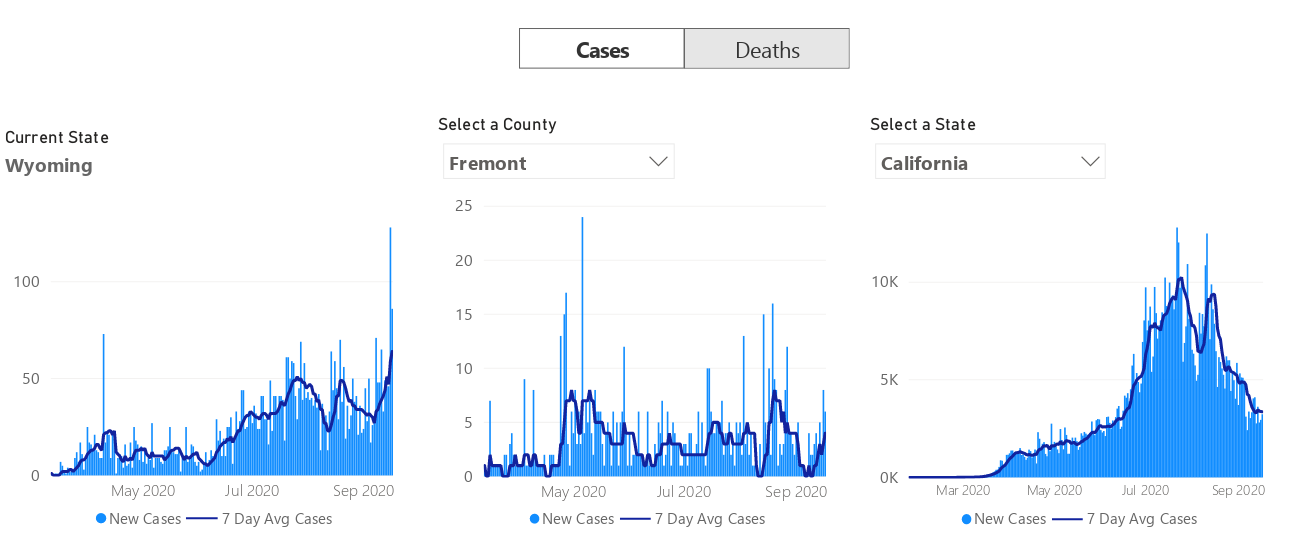 Cases Deaths
Current State
Wyoming
Select a County
Fremont
Select a State
California
100
50
0
May 2020 Jul 2020 Sep 2020
New Cases 7 Day Avg Cases
25
20
15
10
5
0
May 2020 Jul 2020 Sep 2020
New Cases 7 Day Avg Cases
10K
5K
0K
Mar 2020 May 2020 Jul 2020 Sep 2020
New Cases 7 Day Avg Cases